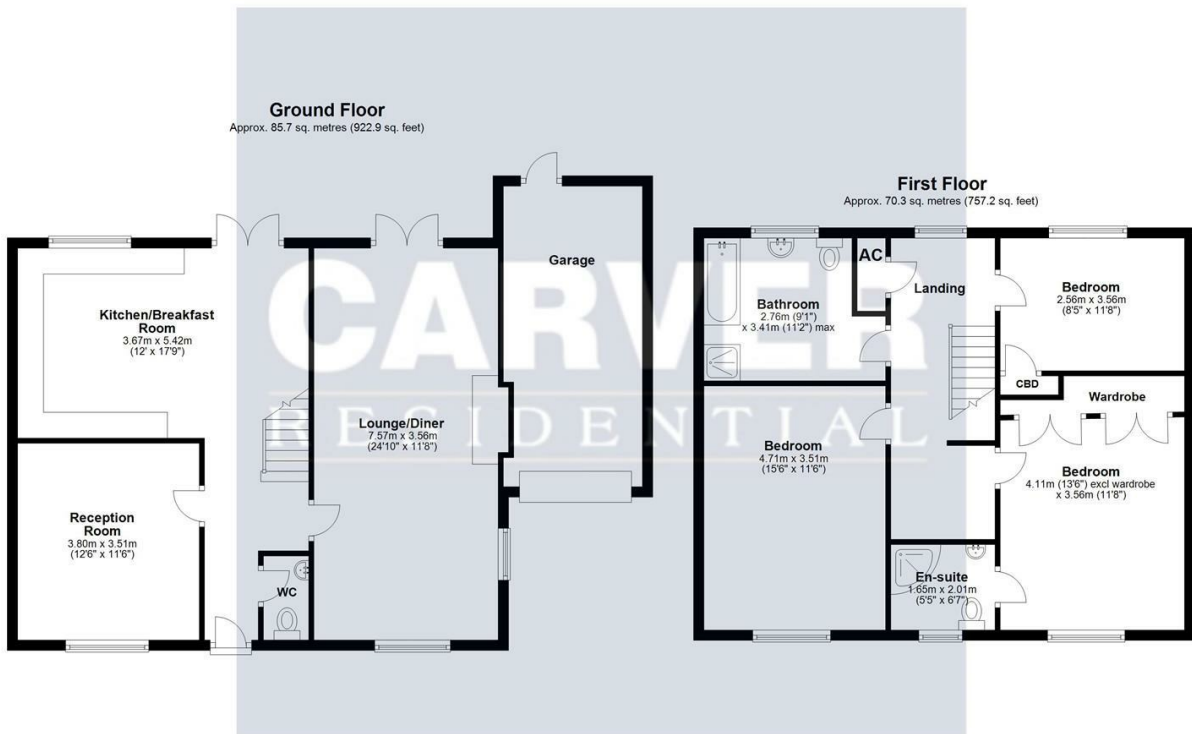 Ground Floor
Approx. 85.7 sq. metres (922.9 sq. feet)
Kitchen/Breakfast
Room
3.67m x 5.42m
(12' x 17'9")
Garage
Lounge/Diner
7.57m x 3.56m
(24'10" x 11'8")
Reception
Room
3.80m x 3.51m
(12'6" x 11'6")
WC
First Floor
Approx. 70.3 sq. metres (757.2 sq. feet)
AC
Landing
Bathroom
2.76m (9'1")
x 3.41m (11'2") max
Bedroom
2.56m x 3.56m
(8'5" x 11'8")
CBD
Wardrobe
Bedroom
4.71m x 3.51m
(15'6" x 11'6")
Bedroom
4.11m (13'6") excl wardrobe
x 3.56m (11'8")
En-suite
1.65m x 2.01m
(5'5" x 6'7")
CARVER
RESIDENTIAL